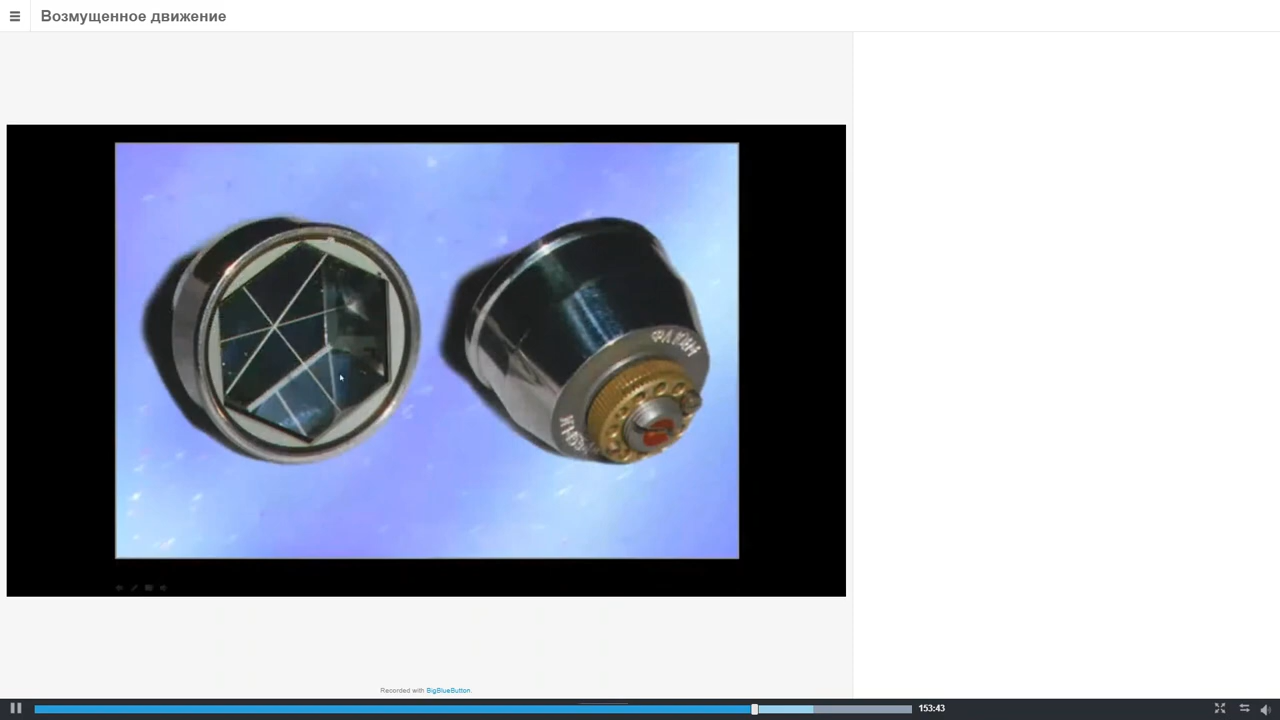 Возмущенное движение
Recorded with BigBlueButton.
153:43